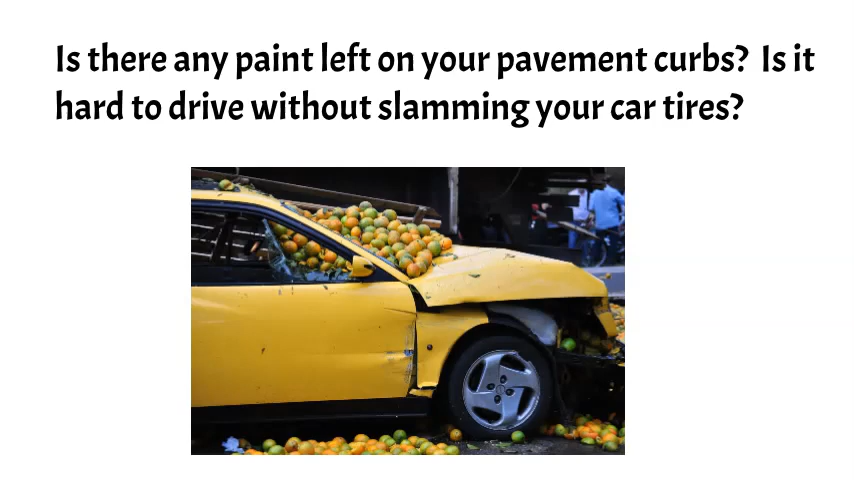 Is there any paint left on your pavement curbs?  Is it
hard to drive without slamming your car tires?